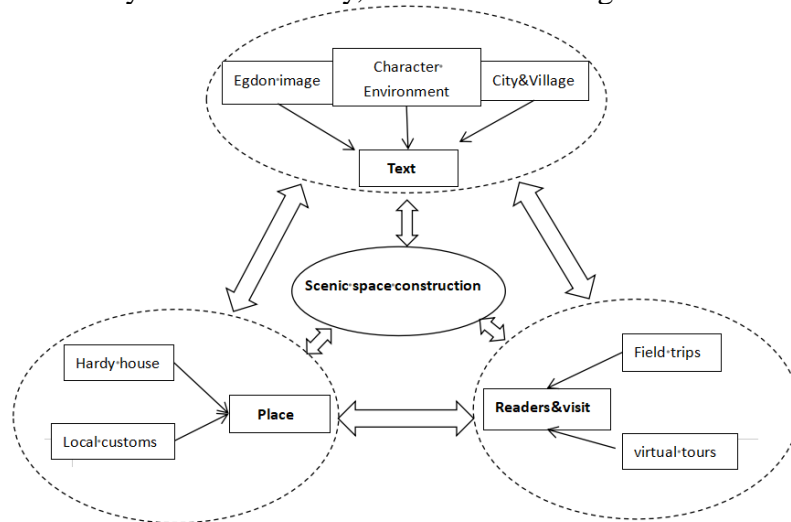 Egdon image
Character
Environment
City&Village
Text
Scenic space construction
Hardy house
Field trips
Place
Readers&visit
Local customs
virtual tours